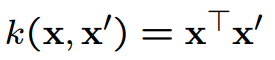 k(𝐱, 𝐱′) = 𝐱⊤𝐱′